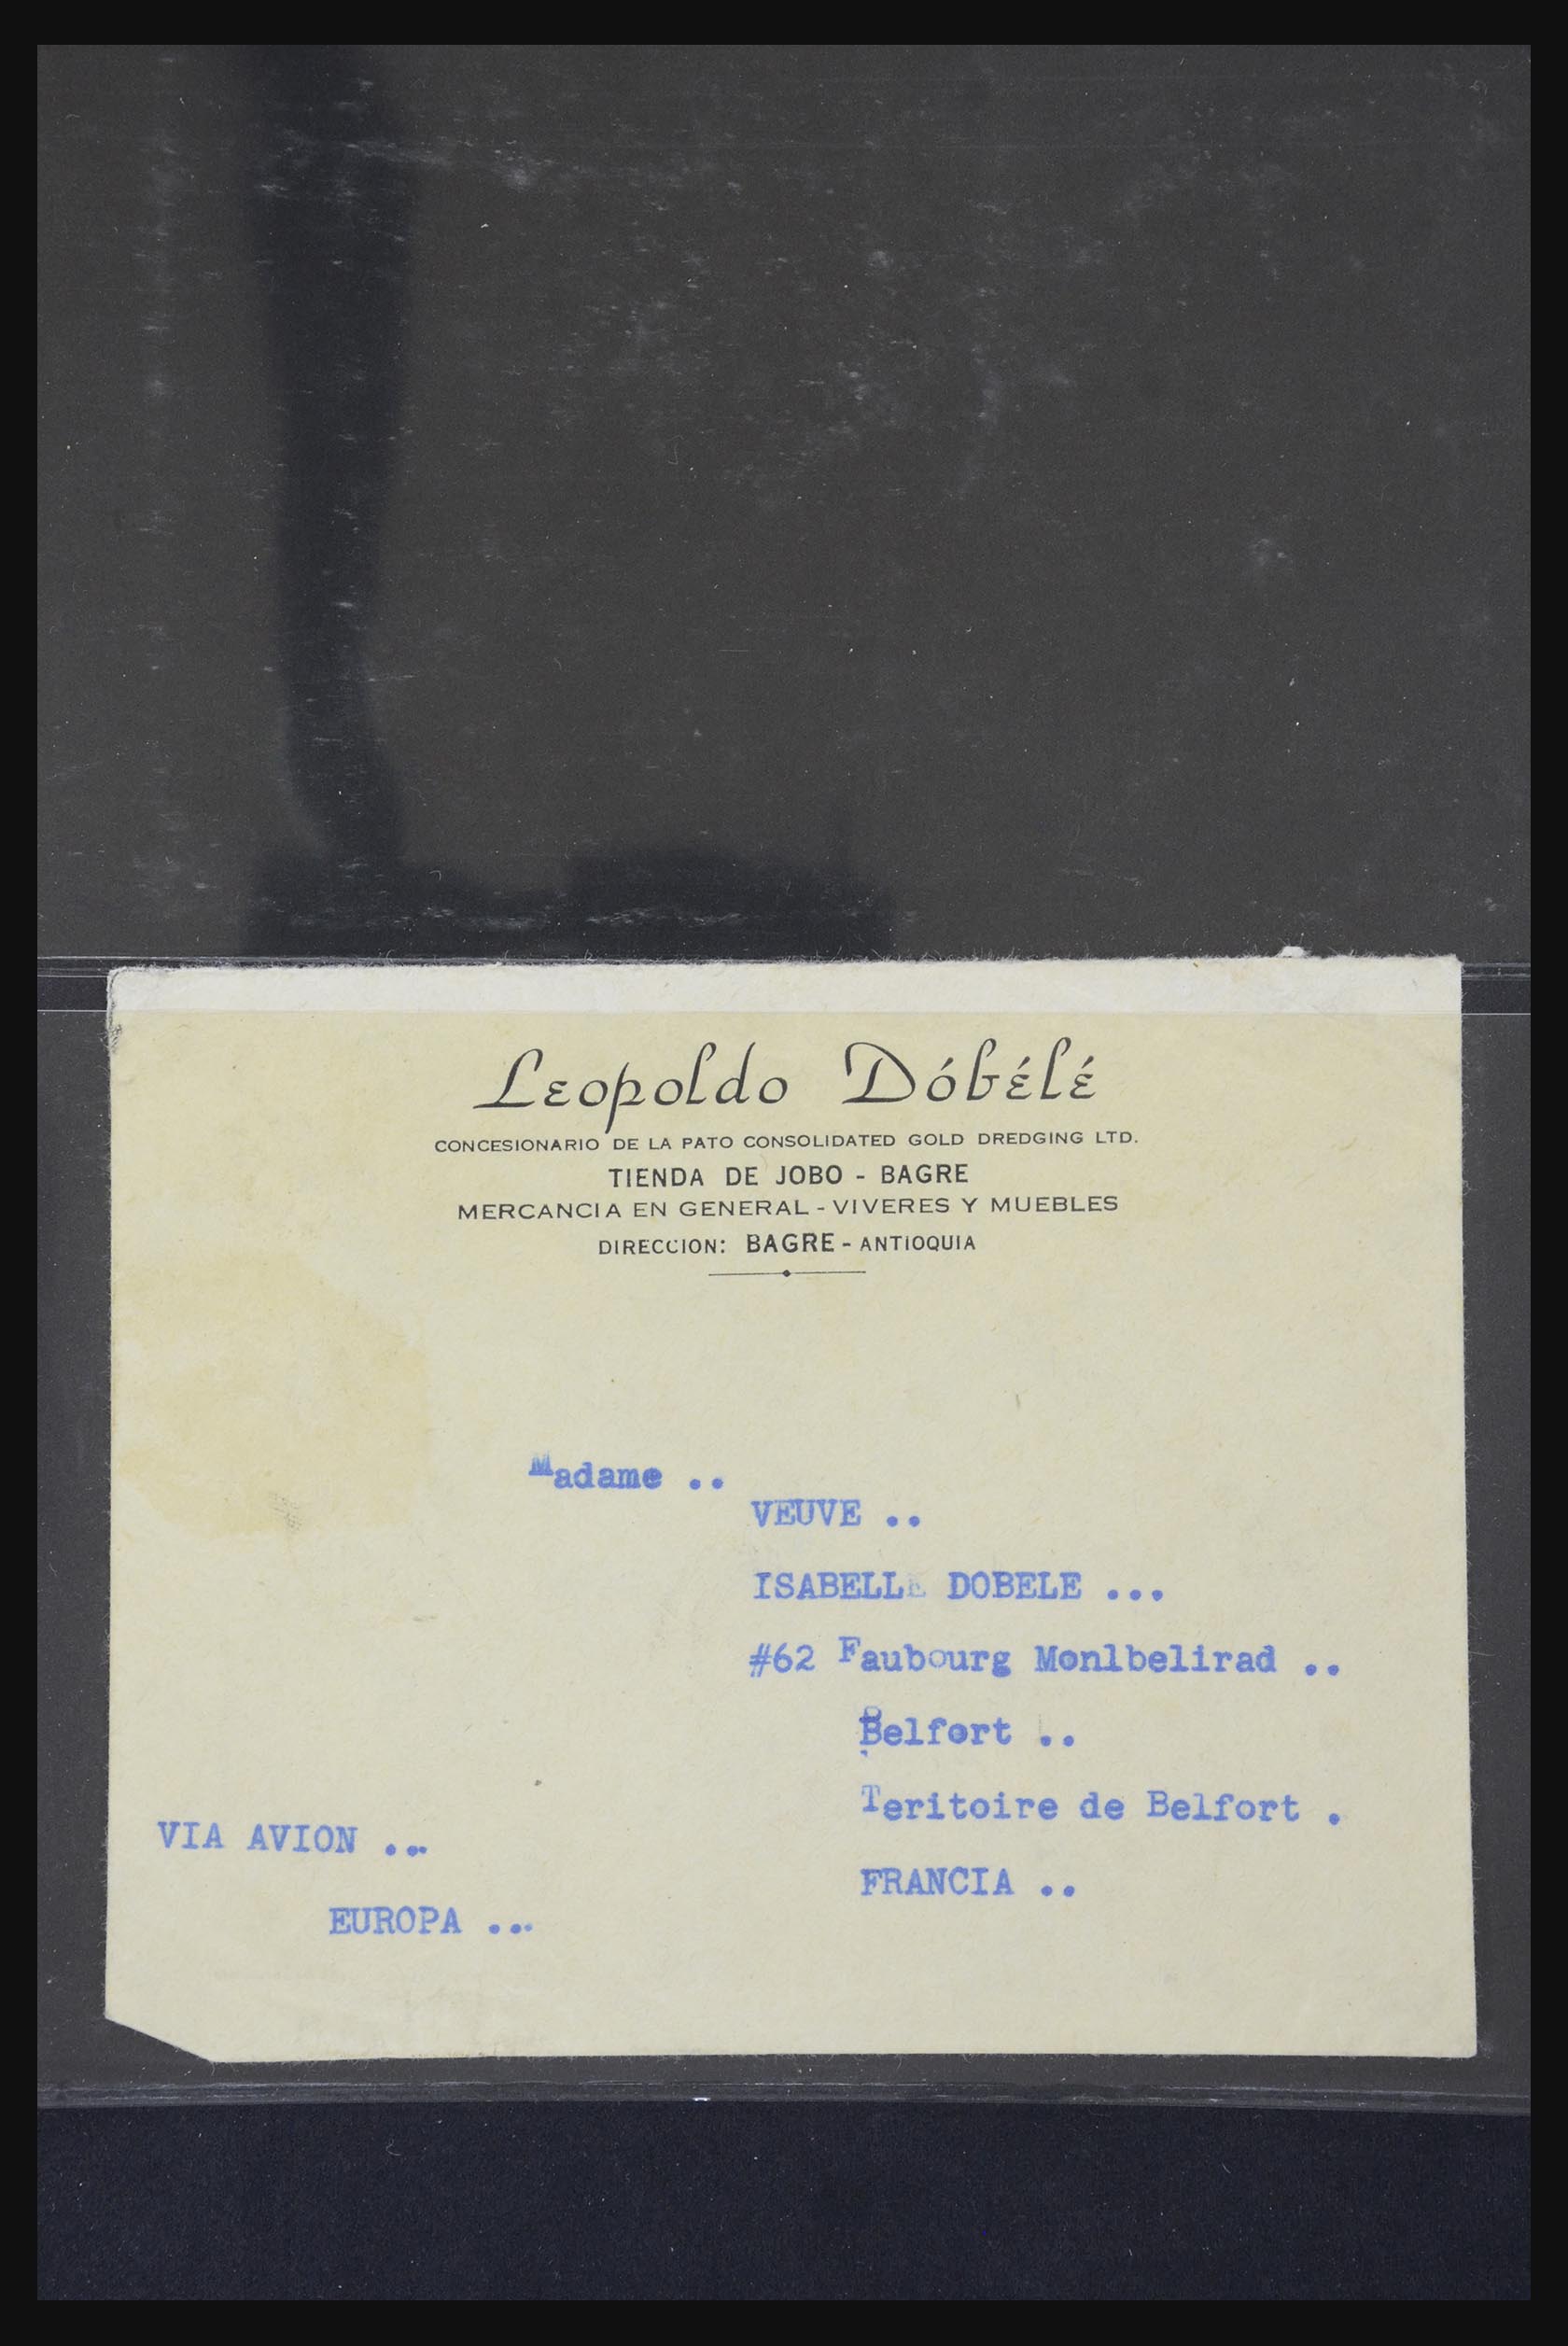 Leopoldo Dóbélé
CONCESIONARIO DE LA PATO CONSOLIDATED GOLD DREDGING LTD.
TIENDA DE JOBO - BAGRE
MERCANCIA EN GENERAL - VIVERES Y MUEBLES
DIRECCION: BAGRE - ANTIOQUIA
Madame ..
VEUVE ..
ISABELLE DOBELE ...
#62 Faubourg Monlbelirad ..
Belfort ..
Teritoire de Belfort .
VIA AVION ...
FRANCIA ..
EUROPA ...